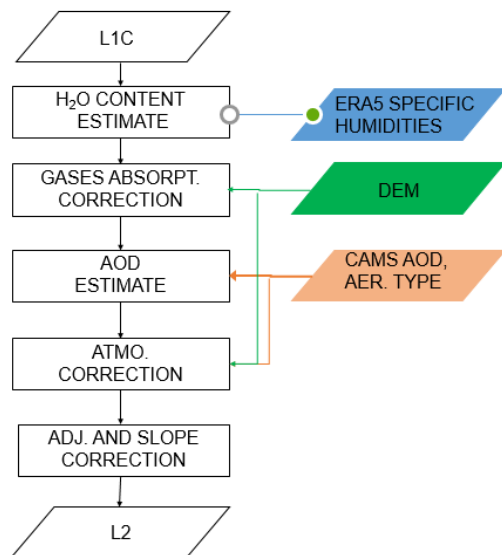 L1C
H₂O CONTENT
ESTIMATE
ERA5 SPECIFIC
HUMIDITIES
GASES ABSORPT.
CORRECTION
DEM
AOD
ESTIMATE
CAMS AOD,
AER. TYPE
ATMO.
CORRECTION
ADJ. AND SLOPE
CORRECTION
L2